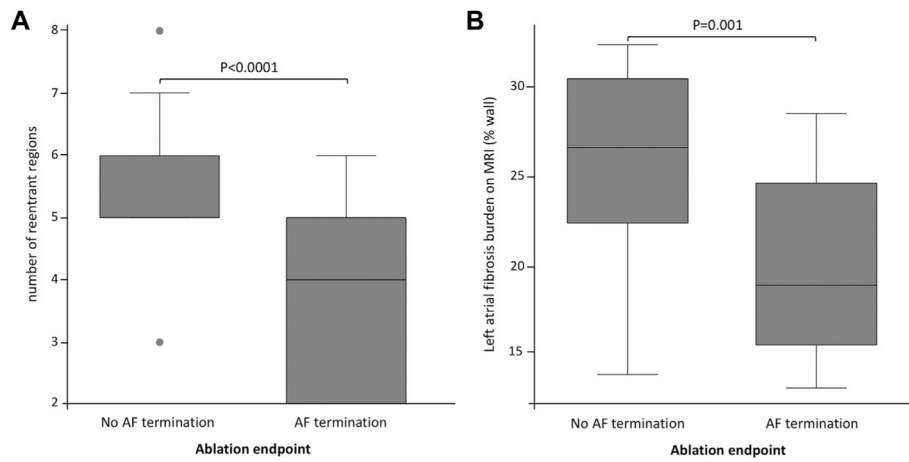 A
8
P<0.0001
7
6
5
4
3
2
number of reentrant regions
No AF termination
AF termination
Ablation endpoint
B
P=0.001
30
25
20
15
Left atrial fibrosis burden on MRI (% wall)
No AF termination
AF termination
Ablation endpoint